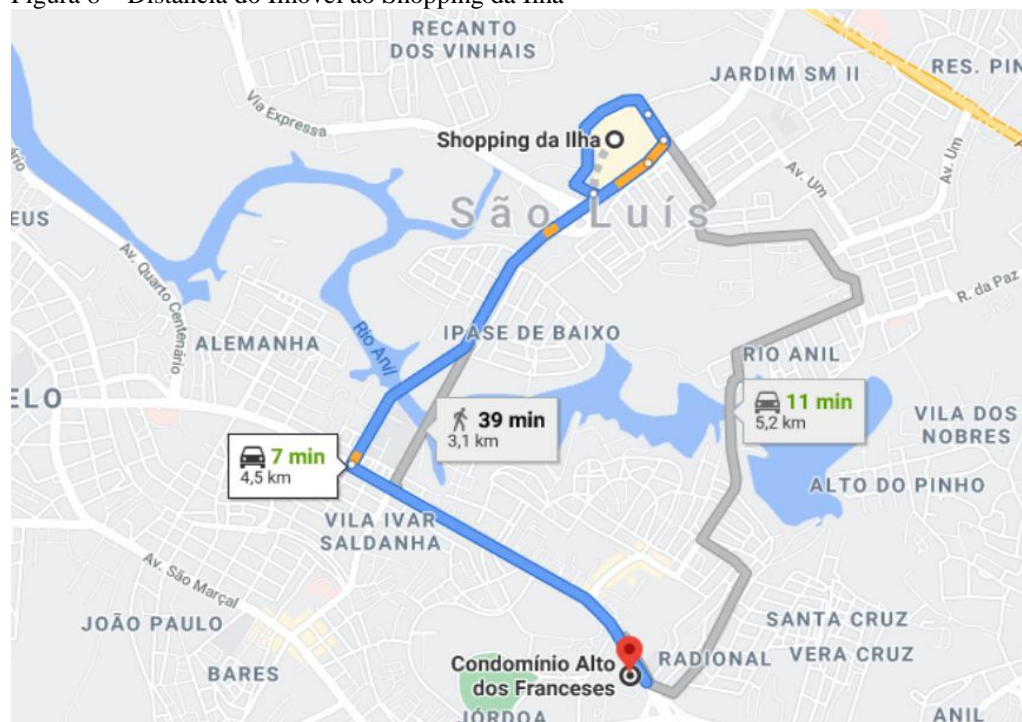 Figura 8 – Distância do Imóvel ao Shopping da Ilha
RECANTO
DOS VINHAIS
JARDIM SM II
RES. PIN
Via Expressa
Shopping da Ilha
Av. Um
Av. Um
EUS
São Luís
Av. Quarto Centenário
R. da Paz
Rio Anil
IPASE DE BAIXO
ALEMANHA
RIO ANIL
ELO
11 min
5,2 km
39 min
3,1 km
VILA DOS
NOBRES
7 min
4,5 km
ALTO DO PINHO
VILA IVAR
SALDANHA
Av. São Marçal
JOÃO PAULO
SANTA CRUZ
Condomínio Alto
dos Franceses
RADIONAL
VERA CRUZ
BARES
JORDOA
ANIL